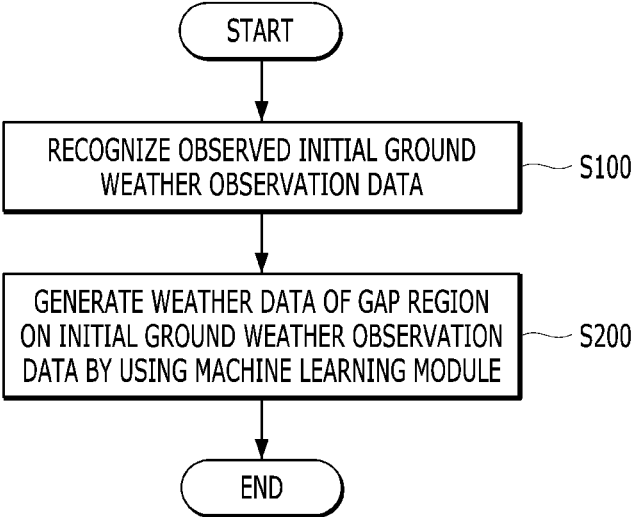 START
RECOGNIZE OBSERVED INITIAL GROUND
WEATHER OBSERVATION DATA
S100
GENERATE WEATHER DATA OF GAP REGION
ON INITIAL GROUND WEATHER OBSERVATION
DATA BY USING MACHINE LEARNING MODULE
S200
END